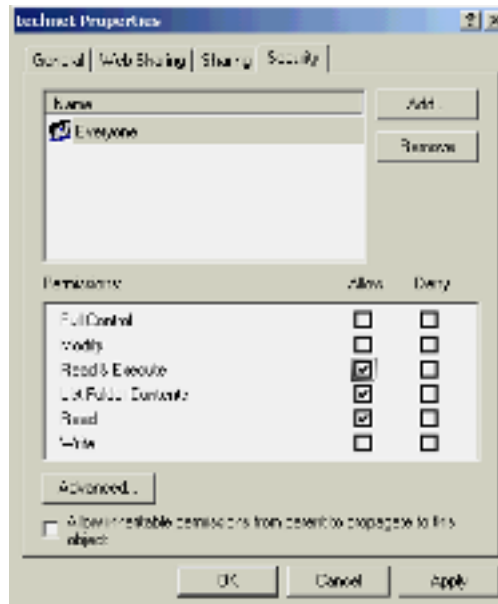 technet Properties
General Web Sharing Sharing Security
Name
Add...
Everyone
Remove
Permissions: Allow Deny
Full Control
Modify
Read & Execute
List Folder Contents
Read
Write
Advanced...
Allow inheritable permissions from parent to propagate to this
object
OK Cancel Apply